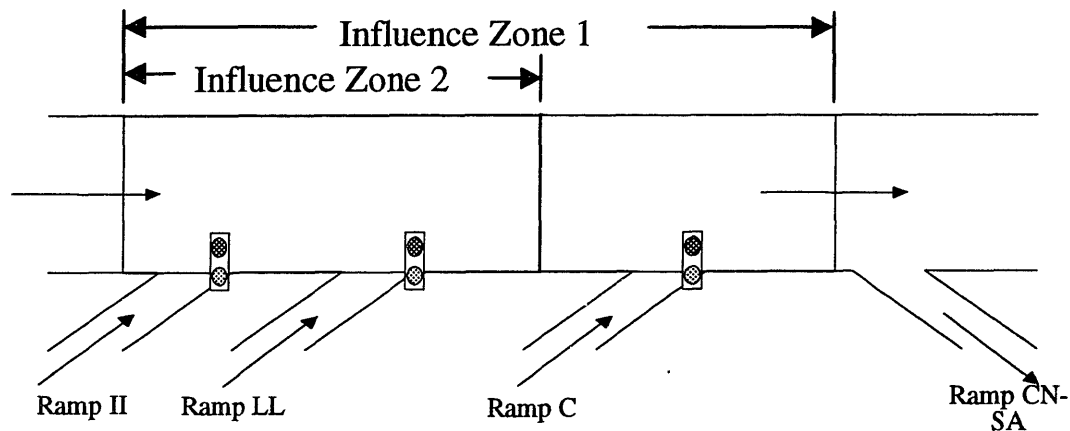 Influence Zone 1
Influence Zone 2
Ramp II
Ramp LL
Ramp C
Ramp CN-
SA